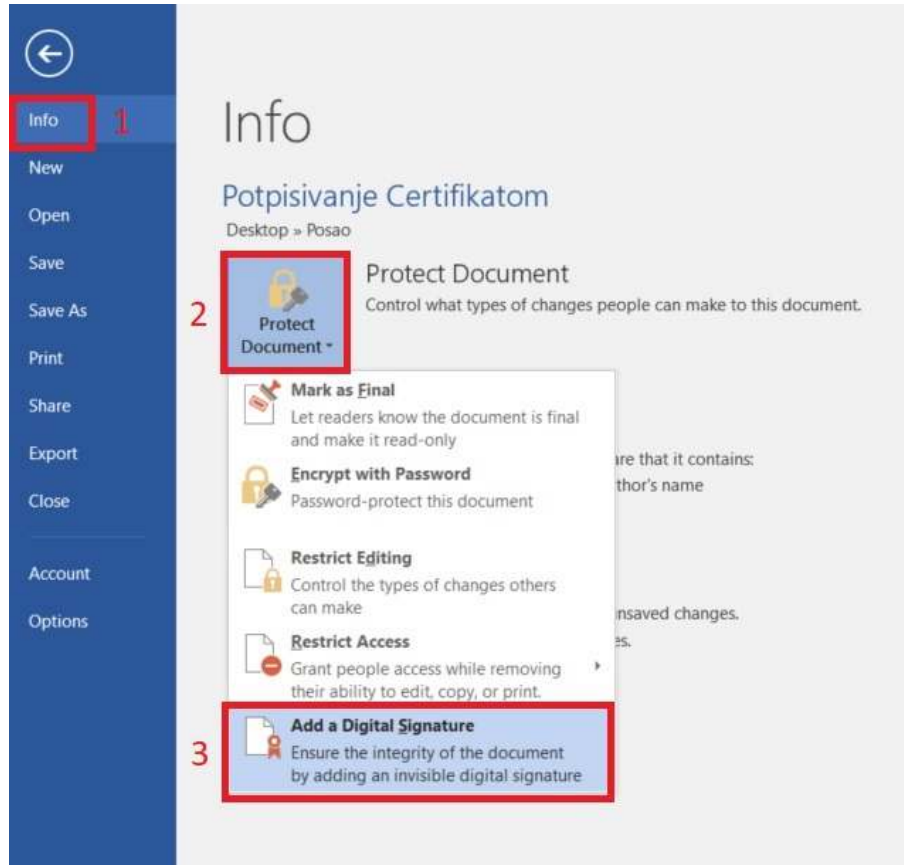 Info
1
New
Open
Save
Save As
Print
Share
Export
Close
Account
Options
Info
Potpisivanje Certifikatom
Desktop » Posao
2
Protect
Document
Protect Document
Control what types of changes people can make to this document.
Mark as Final
Let readers know the document is final
and make it read-only
Encrypt with Password
Password-protect this document
Restrict Editing
Control the types of changes others
can make
Restrict Access
Grant people access while removing
their ability to edit, copy, or print.
3
Add a Digital Signature
Ensure the integrity of the document
by adding an invisible digital signature
that it contains:
name
changes.